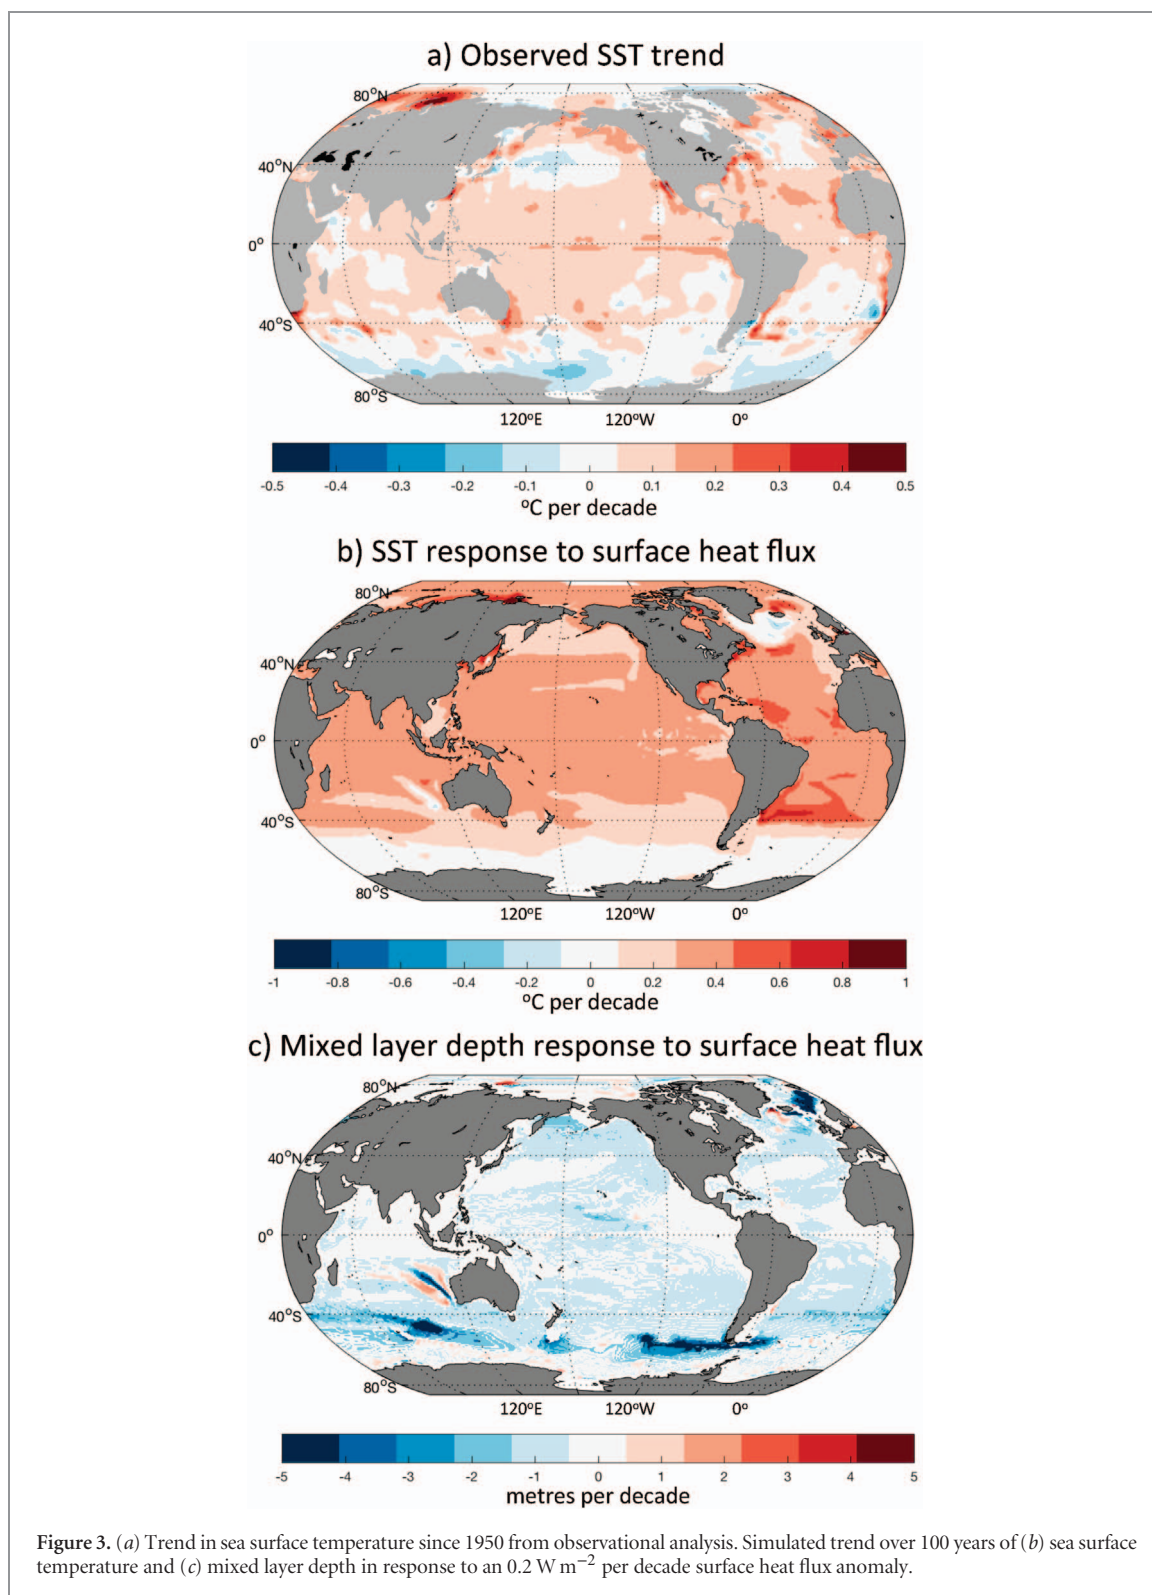 a) Observed SST trend
80°N
40°N
0°
40°S
80°S
120°E 120°W 0°
-0.5 -0.4 -0.3 -0.2 -0.1 0 0.1 0.2 0.3 0.4 0.5
°C per decade
b) SST response to surface heat flux
80°N
40°N
0°
40°S
80°S
120°E 120°W 0°
-1 -0.8 -0.6 -0.4 -0.2 0 0.2 0.4 0.6 0.8 1
°C per decade
c) Mixed layer depth response to surface heat flux
80°N
40°N
0°
40°S
80°S
120°E 120°W 0°
-5 -4 -3 -2 -1 0 1 2 3 4 5
metres per decade
Figure 3. (a) Trend in sea surface temperature since 1950 from observational analysis. Simulated trend over 100 years of (b) sea surface
temperature and (c) mixed layer depth in response to an 0.2 W m⁻² per decade surface heat flux anomaly.